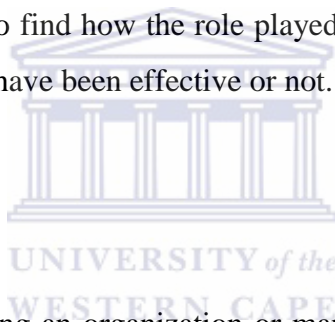 o find how the role played
have been effective or not.
UNIVERSITY of the
WESTERN CAPE
ng an organization or ma